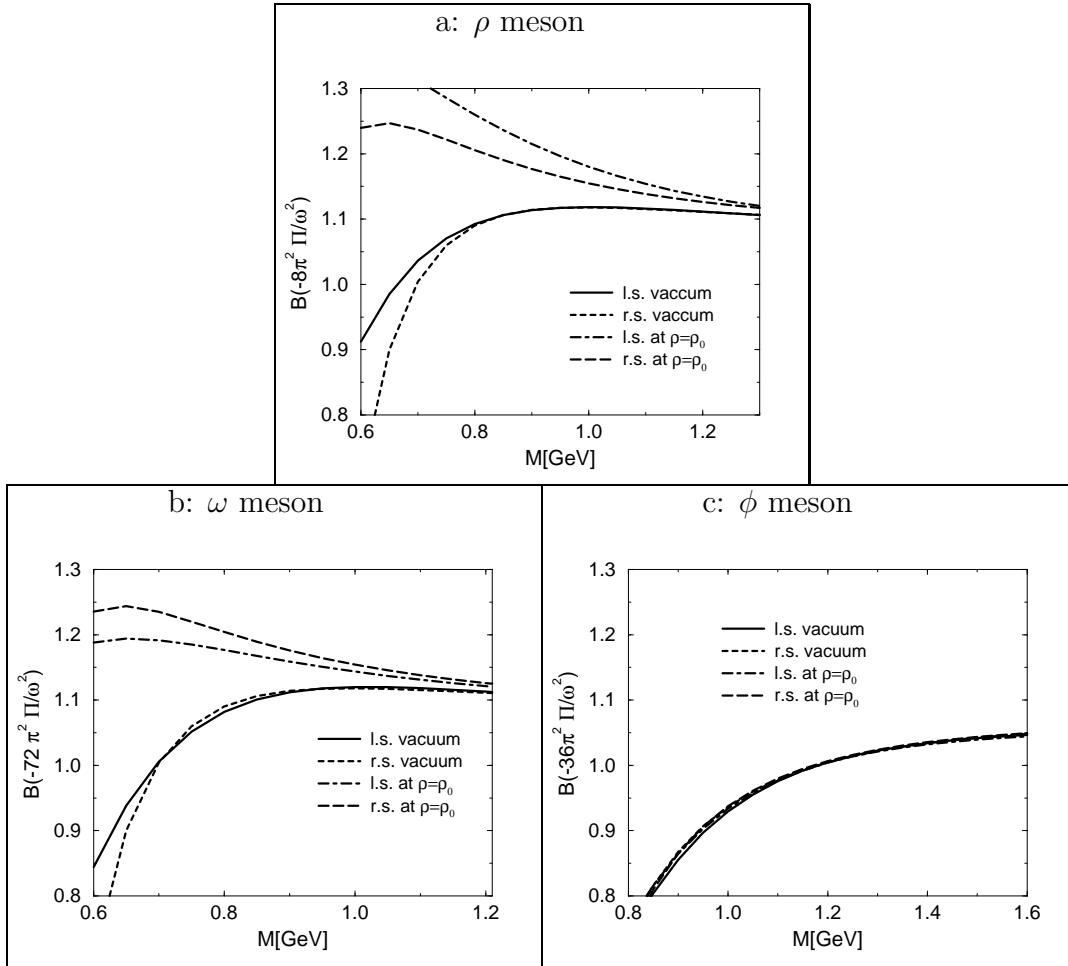 a: ρ meson
1.3
1.2
1.1
1.0
0.9
0.8
B(-8π² Π/ω²)
l.s. vaccum
r.s. vaccum
l.s. at ρ=ρ₀
r.s. at ρ=ρ₀
0.6 0.8 1.0 1.2
M[GeV]
b: ω meson
1.3
1.2
1.1
1.0
0.9
0.8
B(-72 π² Π/ω²)
l.s. vacuum
r.s. vacuum
l.s. at ρ=ρ₀
r.s. at ρ=ρ₀
0.6 0.8 1.0 1.2
M[GeV]
c: ϕ meson
1.3
1.2
1.1
1.0
0.9
0.8
B(-36π² Π/ω²)
l.s. vacuum
r.s. vacuum
l.s. at ρ=ρ₀
r.s. at ρ=ρ₀
0.8 1.0 1.2 1.4 1.6
M[GeV]